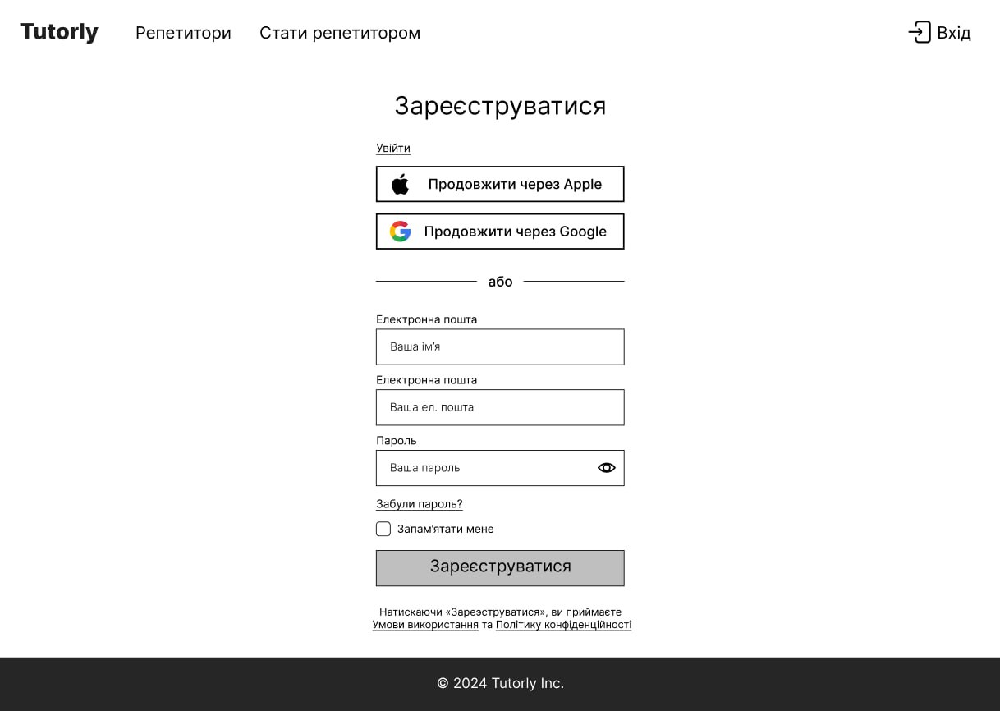 Tutorly
Репетитори
Стати репетитором
Вхід
Зареєструватися
Увійти
Продовжити через Apple
Продовжити через Google
або
Електронна пошта
Ваша ім’я
Електронна пошта
Ваша ел. пошта
Пароль
Ваша пароль
Забули пароль?
Запам’ятати мене
Зареєструватися
Натискаючи «Зареэструватися», ви приймаєте
Умови використання та Політику конфіденційності
© 2024 Tutorly Inc.